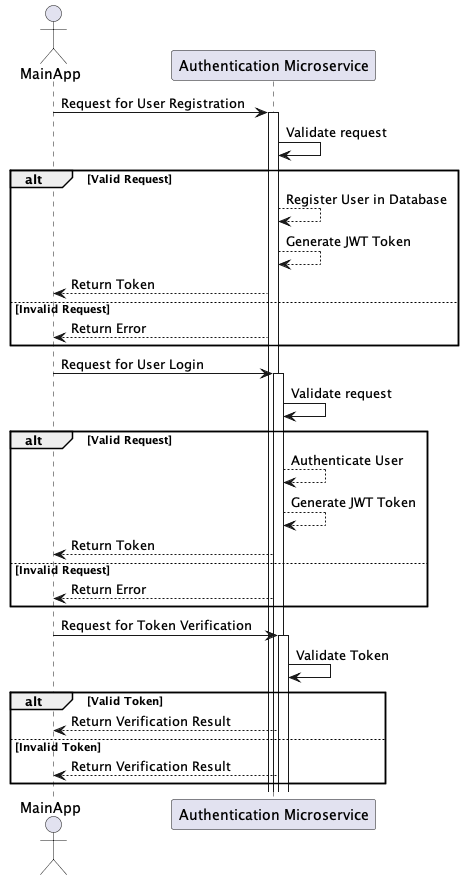 MainApp
Authentication Microservice
Request for User Registration
Validate request
alt [Valid Request]
Register User in Database
Generate JWT Token
Return Token
[Invalid Request]
Return Error
Request for User Login
Validate request
alt [Valid Request]
Authenticate User
Generate JWT Token
Return Token
[Invalid Request]
Return Error
Request for Token Verification
Validate Token
alt [Valid Token]
Return Verification Result
[Invalid Token]
Return Verification Result
MainApp
Authentication Microservice